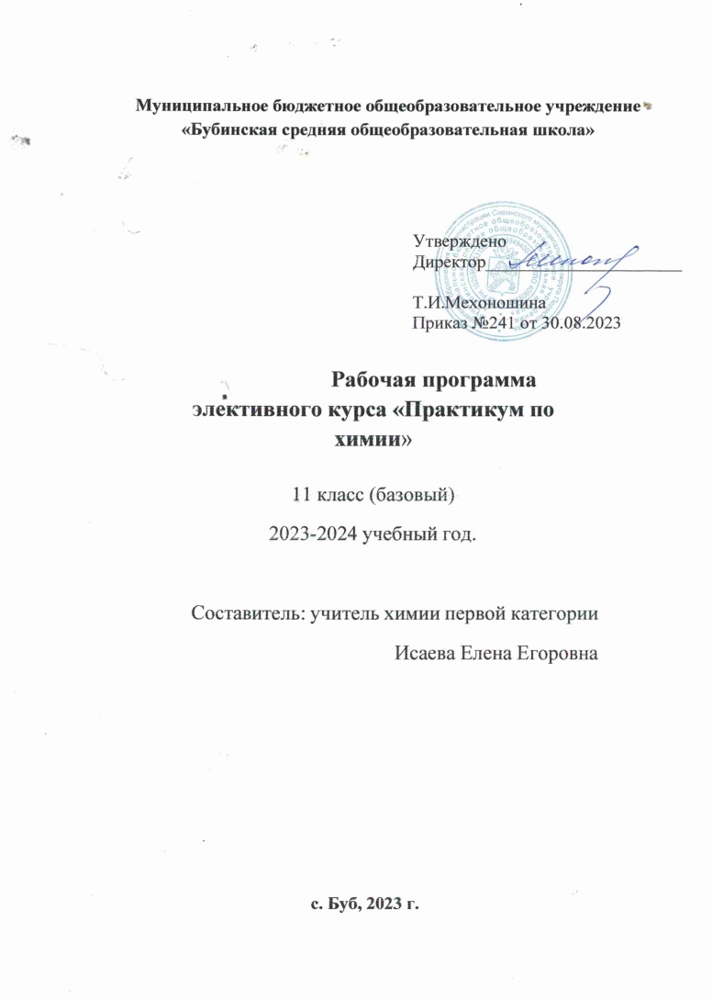 Муниципальное бюджетное общеобразовательное учреждение
«Бубинская средняя общеобразовательная школа»
Утверждено
Директор
Т.И.Мехоношина
Приказ №241 от 30.08.2023
Рабочая программа
элективного курса «Практикум по
химии»
11 класс (базовый)
2023-2024 учебный год.
Составитель: учитель химии первой категории
Исаева Елена Егоровна
с. Буб, 2023 г.